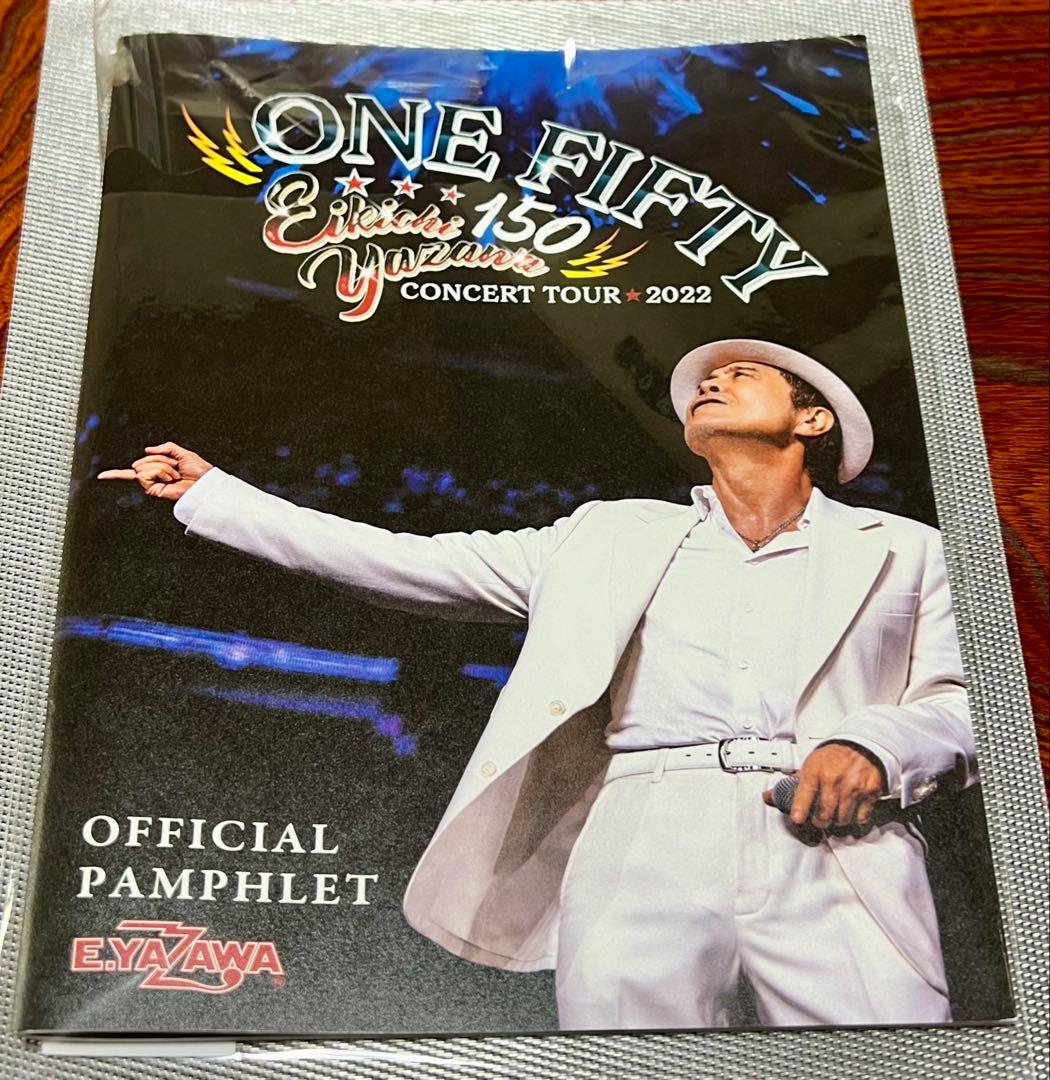 ONE FIFTY
Eikichi 150
Yazawa
CONCERT TOUR★2022
OFFICIAL
PAMPHLET
E.YAZAWA®